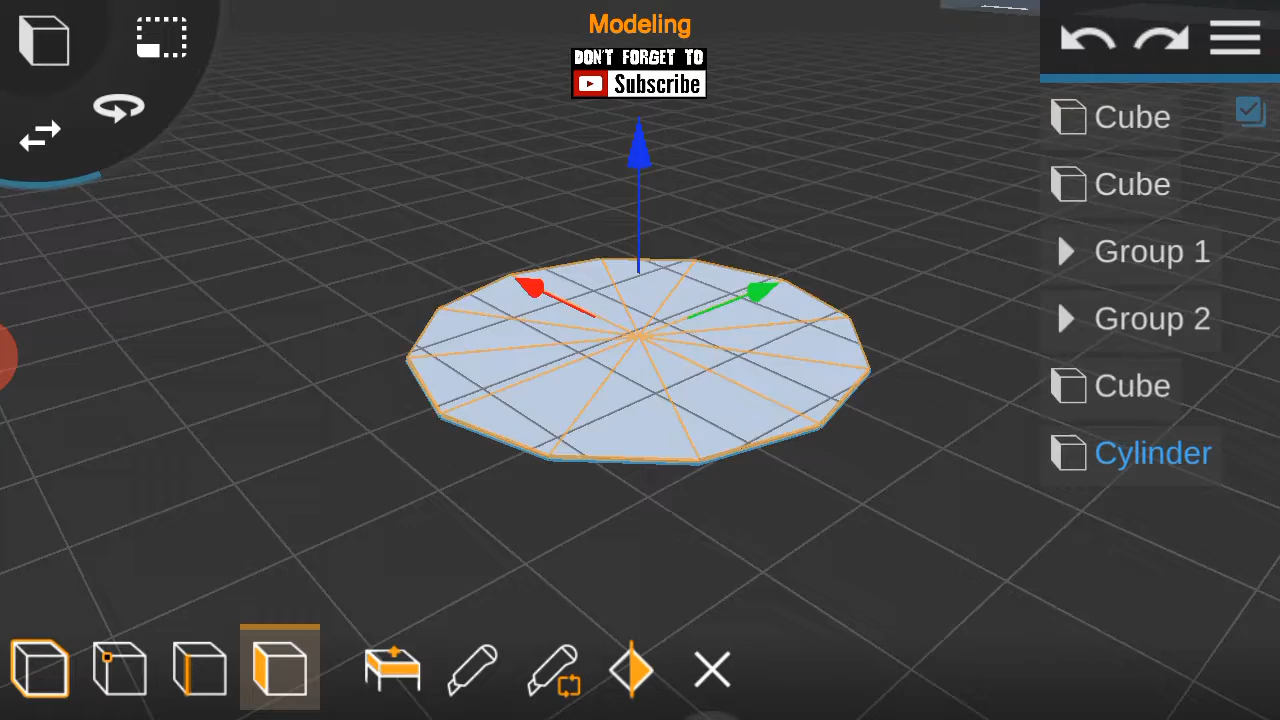 Modeling
DON'T FORGET TO
Subscribe
Cube
Cube
Group 1
Group 2
Cube
Cylinder